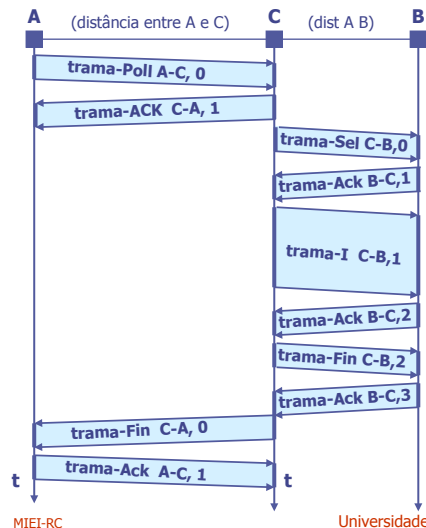 A (distância entre A e C) C (dist A B) B
trama-Poll A-C, 0
trama-ACK C-A, 1
trama-Sel C-B,0
trama-Ack B-C,1
trama-I C-B,1
trama-Ack B-C,2
trama-Fin C-B,2
trama-Ack B-C,3
trama-Fin C-A, 0
trama-Ack A-C, 1
t t
MIEI-RC Universidade